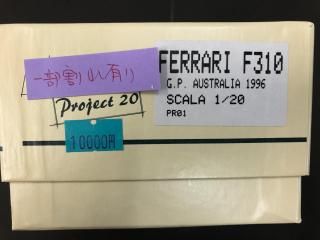 一部割レ有り
Project 20
10000円
FERRARI F310
G.P. AUSTRALIA 1996
SCALA 1/20
PR01